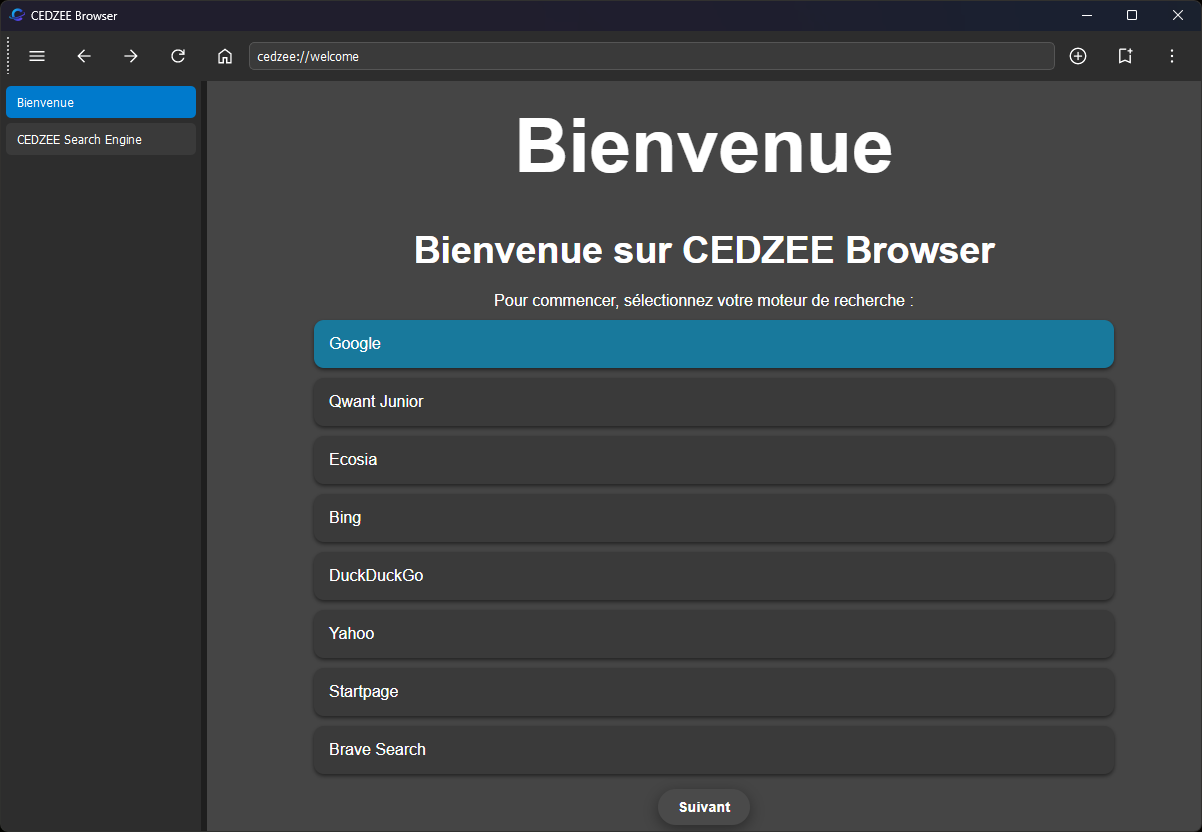 CEDZEE Browser
cedzee://welcome
Bienvenue
CEDZEE Search Engine
Bienvenue
Bienvenue sur CEDZEE Browser
Pour commencer, sélectionnez votre moteur de recherche :
Google
Qwant Junior
Ecosia
Bing
DuckDuckGo
Yahoo
Startpage
Brave Search
Suivant